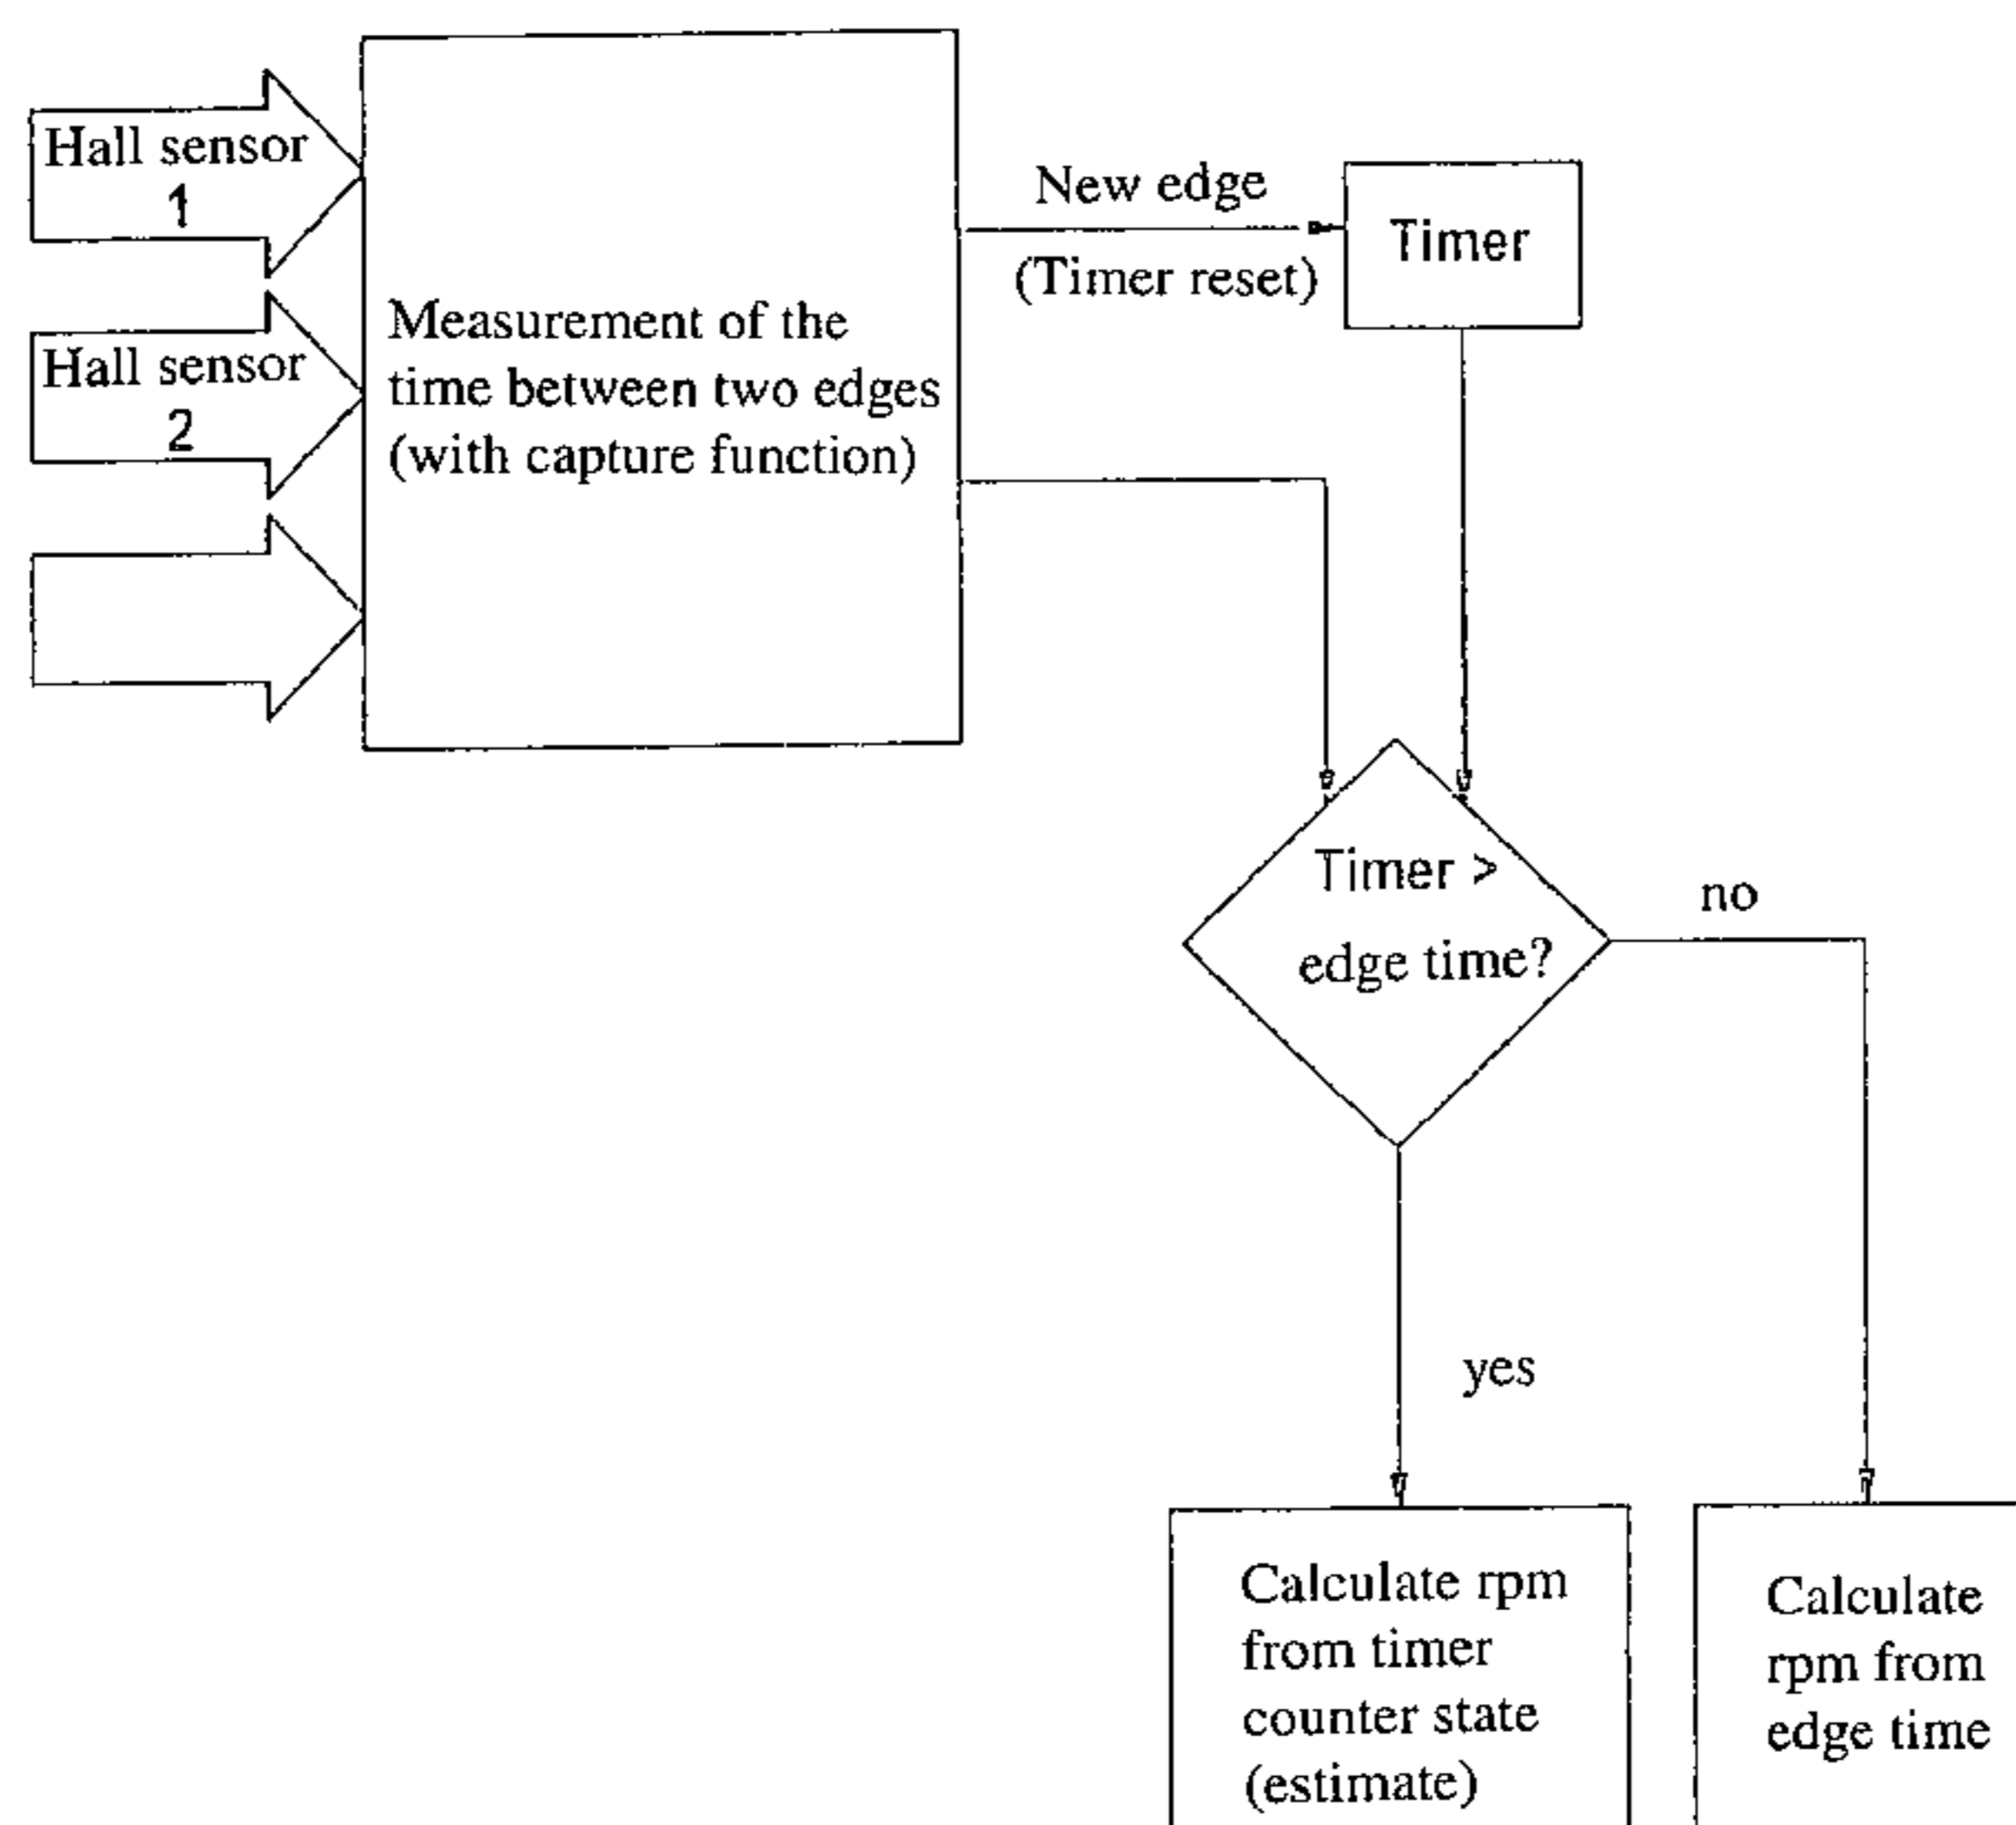 Hall sensor
1
Hall sensor
2
Measurement of the
time between two edges
(with capture function)
New edge
(Timer reset)
Timer
Timer >
edge time?
no
yes
Calculate rpm
from timer
counter state
(estimate)
Calculate
rpm from
edge time